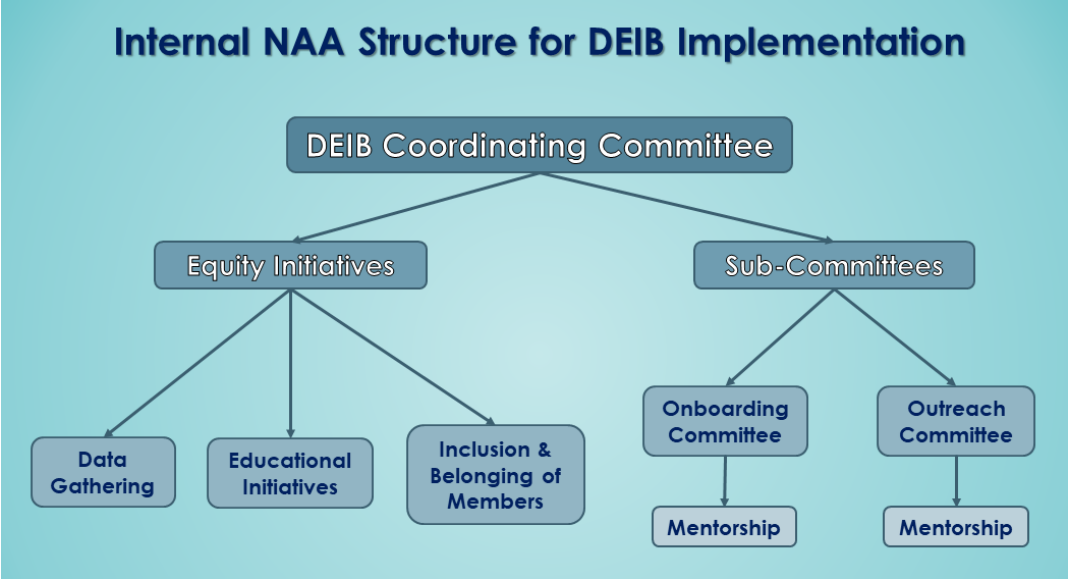 Internal NAA Structure for DEIB Implementation
DEIB Coordinating Committee
Equity Initiatives
Sub-Committees
Data
Gathering
Educational
Initiatives
Inclusion &
Belonging of
Members
Onboarding
Committee
Outreach
Committee
Mentorship
Mentorship